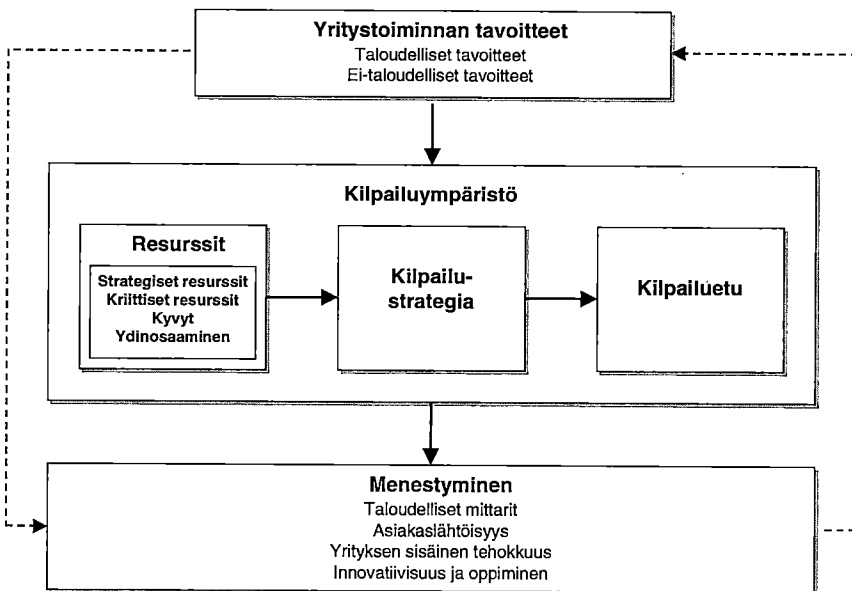 Yritystoiminnan tavoitteet
Taloudelliset tavoitteet
Ei-taloudelliset tavoitteet
Kilpailuympäristö
Resurssit
Strategiset resurssit
Kriittiset resurssit
Kyvyt
Ydinosaaminen
Kilpailu-
strategia
Kilpailuetu
Menestyminen
Taloudelliset mittarit
Asiakaslähtöisyys
Yrityksen sisäinen tehokkuus
Innovatiivisuus ja oppiminen